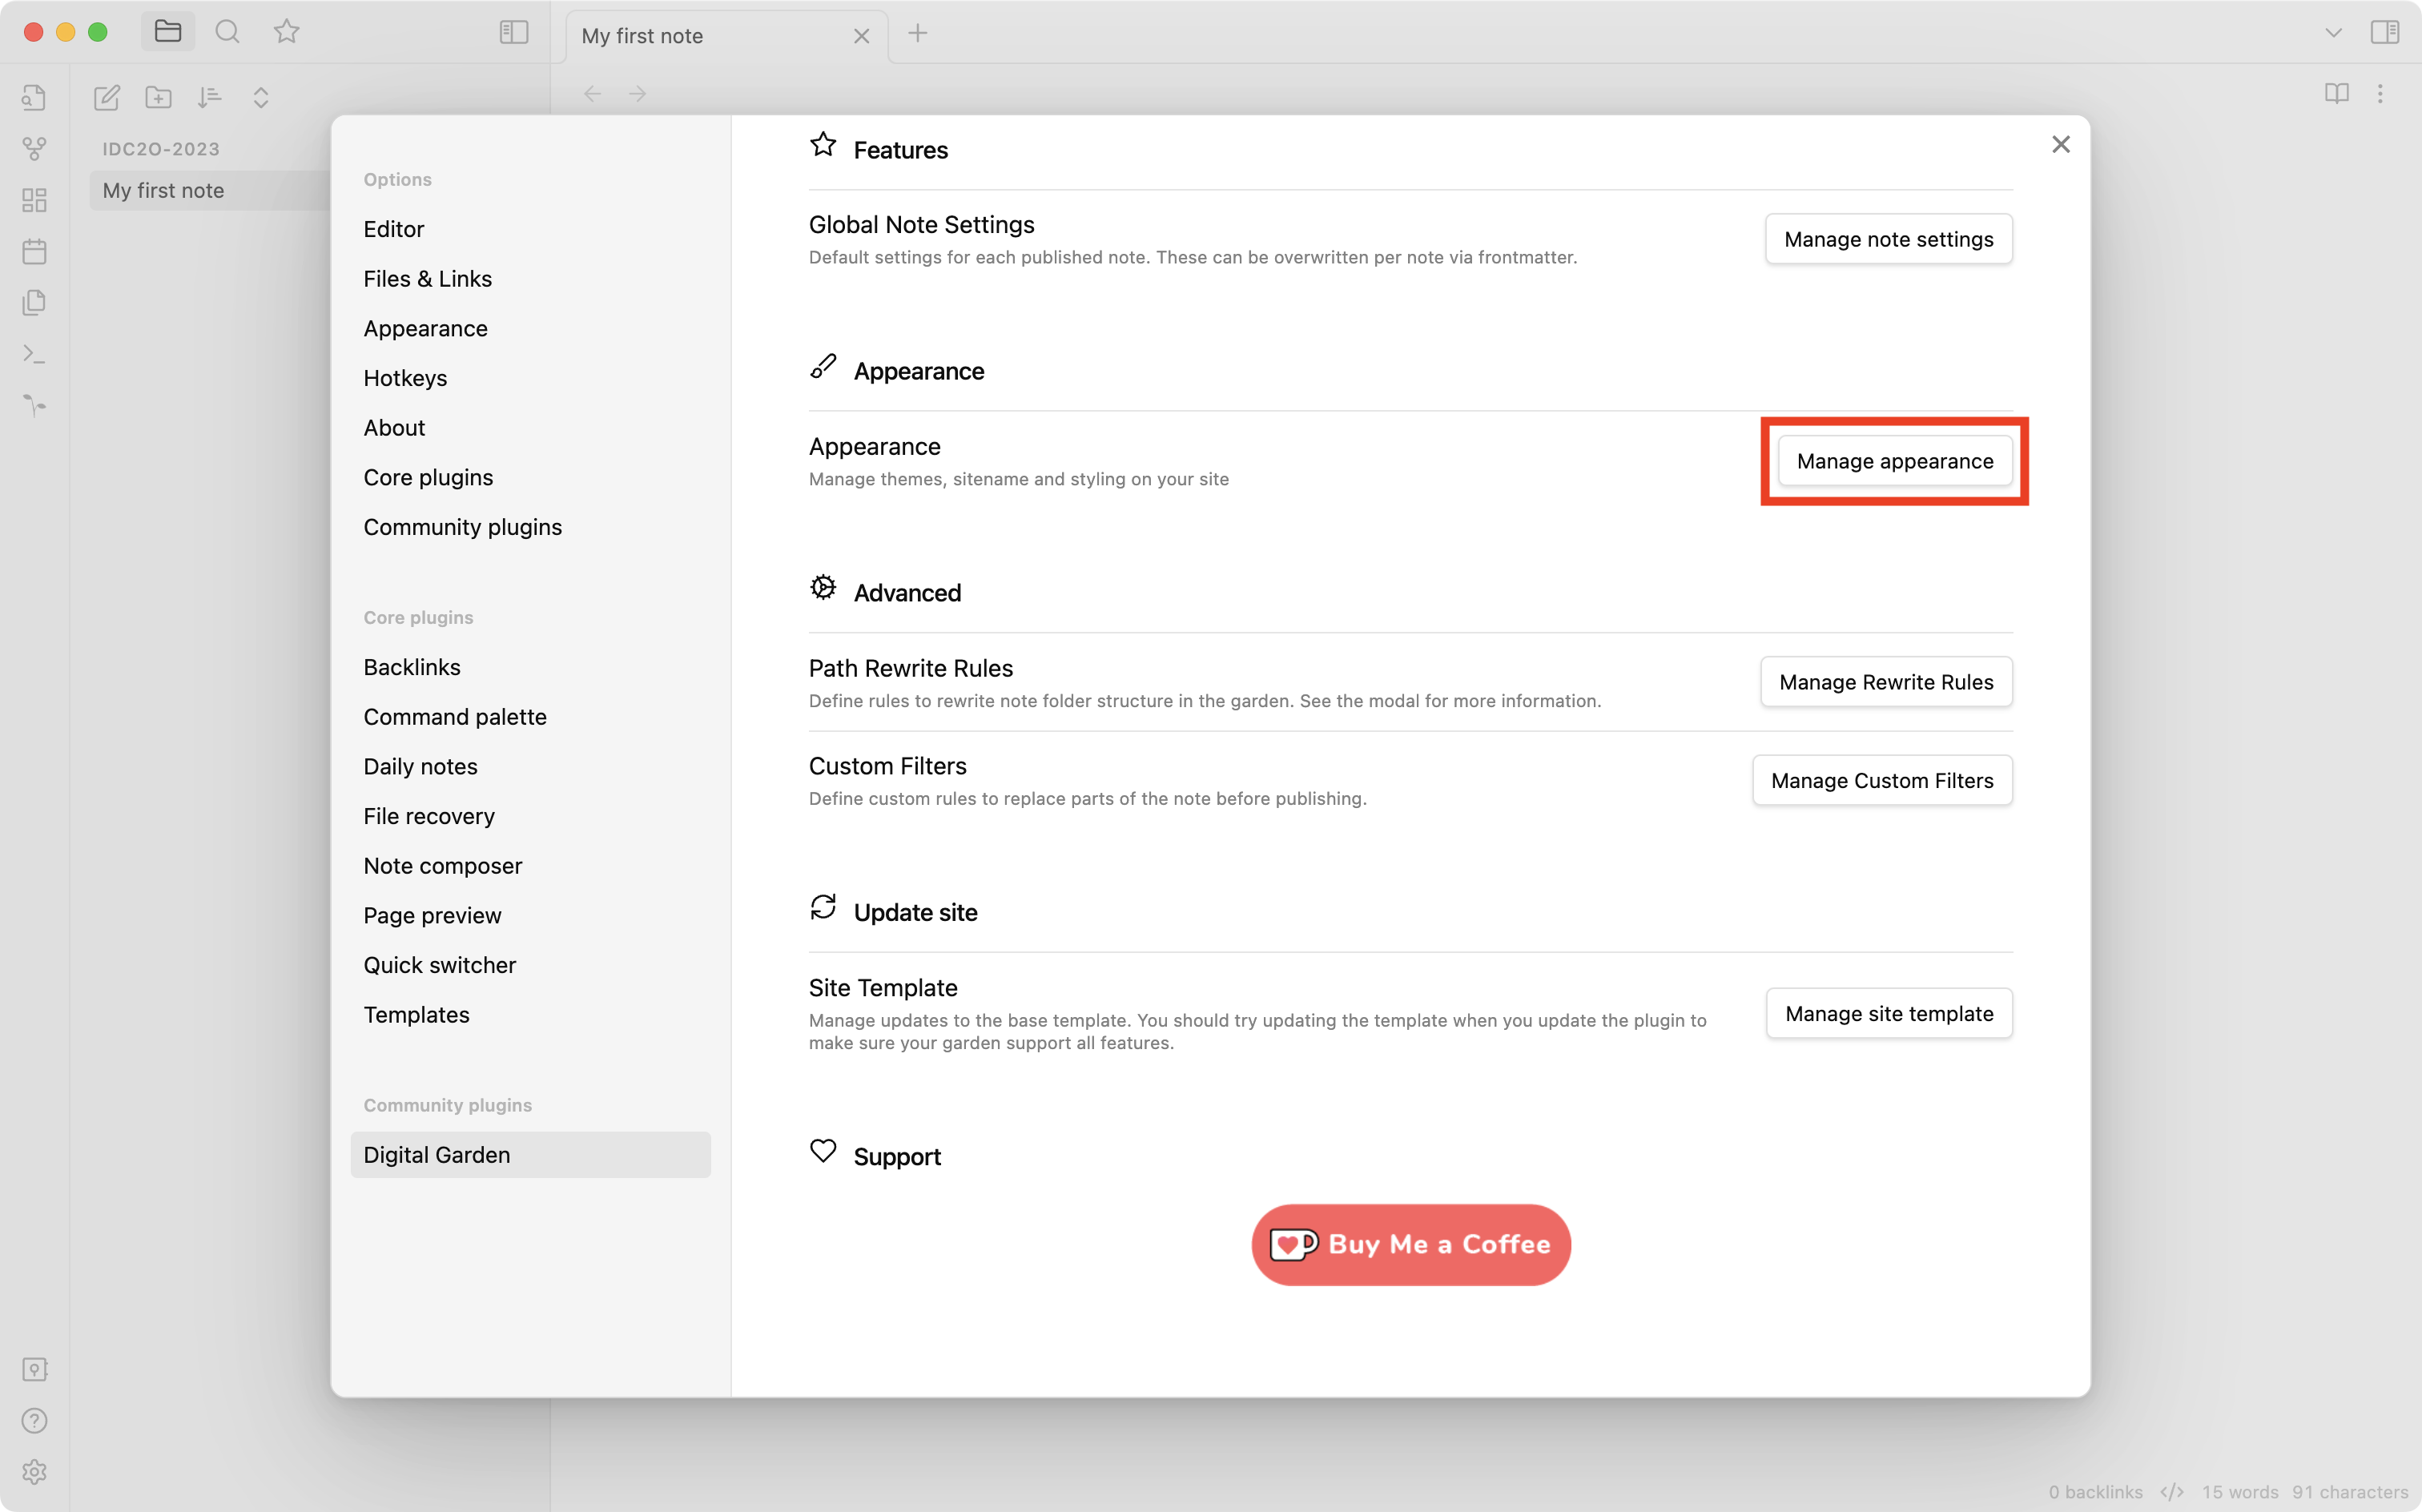 My first note
IDC2O-2023
My first note
Options
Editor
Files & Links
Appearance
Hotkeys
About
Core plugins
Community plugins
Core plugins
Backlinks
Command palette
Daily notes
File recovery
Note composer
Page preview
Quick switcher
Templates
Community plugins
Digital Garden
Features
Global Note Settings
Default settings for each published note. These can be overwritten per note via frontmatter.
Manage note settings
Appearance
Appearance
Manage themes, sitename and styling on your site
Manage appearance
Advanced
Path Rewrite Rules
Define rules to rewrite note folder structure in the garden. See the modal for more information.
Manage Rewrite Rules
Custom Filters
Define custom rules to replace parts of the note before publishing.
Manage Custom Filters
Update site
Site Template
Manage updates to the base template. You should try updating the template when you update the plugin to
make sure your garden support all features.
Manage site template
Support
Buy Me a Coffee
0 backlinks </> 15 words 91 characters